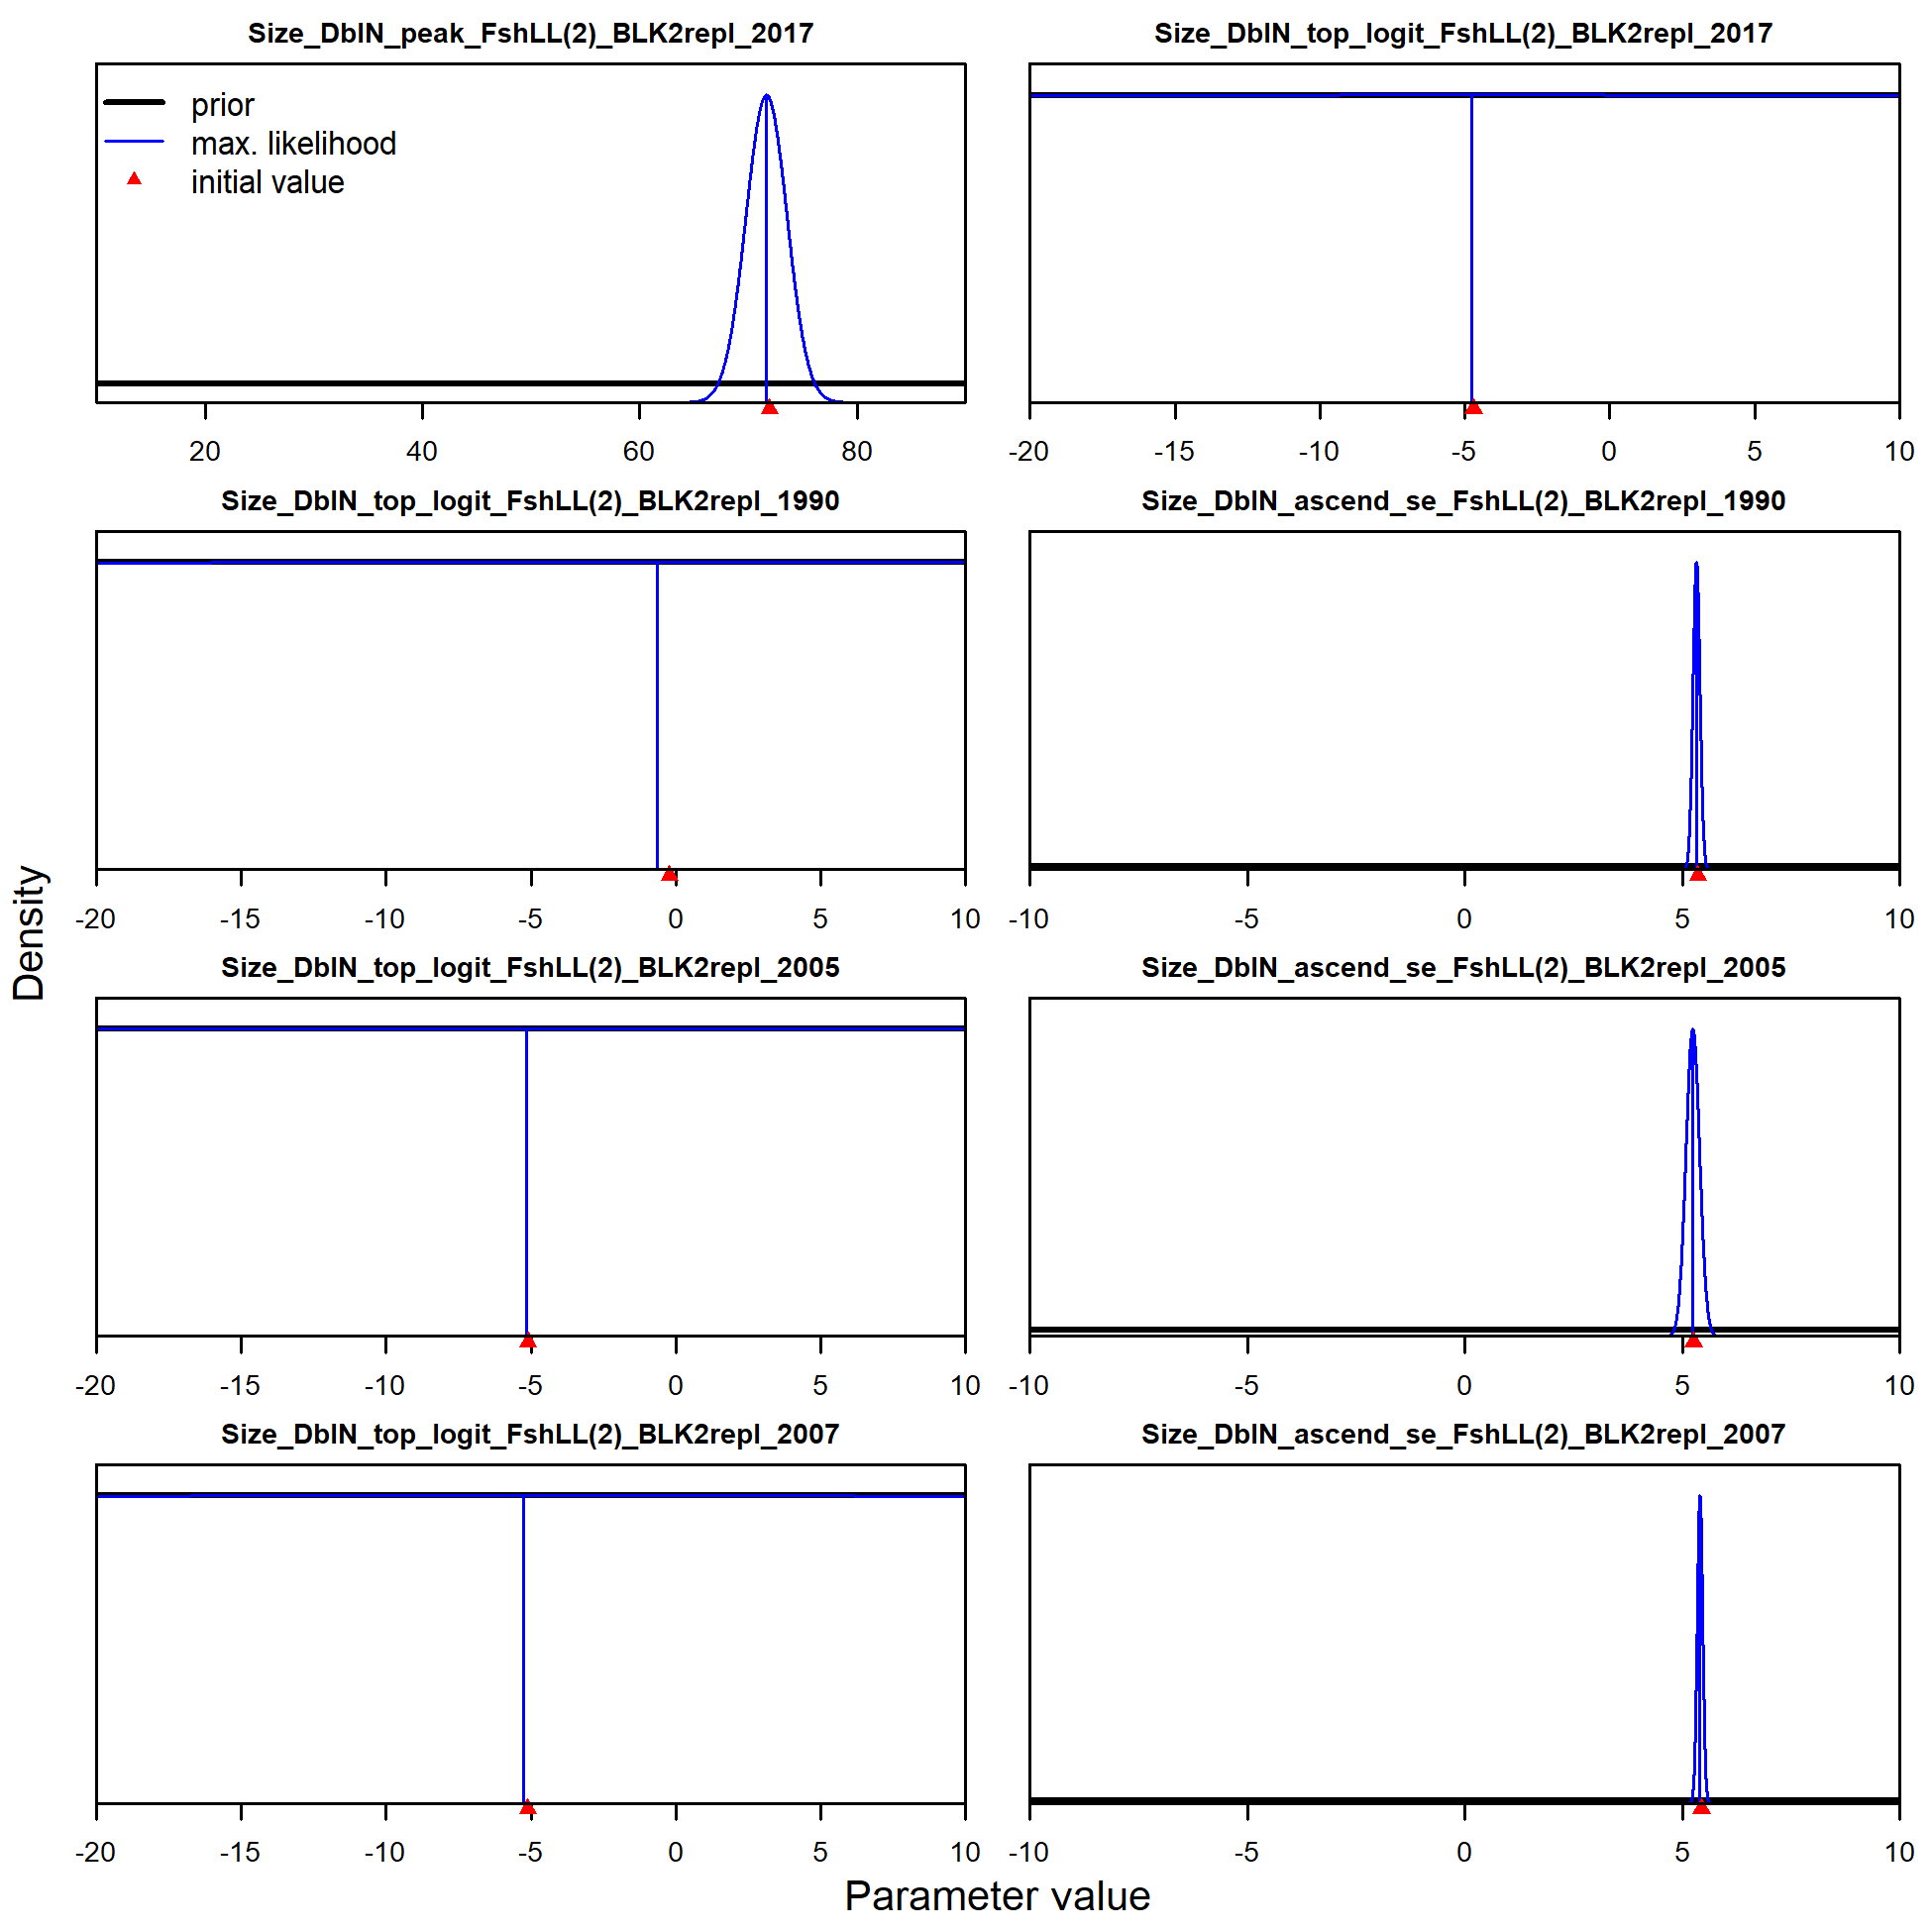 Size_DblN_peak_FshLL(2)_BLK2repl_2017
prior
max. likelihood
initial value
20 40 60 80
Size_DblN_top_logit_FshLL(2)_BLK2repl_2017
-20 -15 -10 -5 0 5 10
Size_DblN_top_logit_FshLL(2)_BLK2repl_1990
-20 -15 -10 -5 0 5 10
Size_DblN_ascend_se_FshLL(2)_BLK2repl_1990
-10 -5 0 5 10
Size_DblN_top_logit_FshLL(2)_BLK2repl_2005
-20 -15 -10 -5 0 5 10
Size_DblN_ascend_se_FshLL(2)_BLK2repl_2005
-10 -5 0 5 10
Size_DblN_top_logit_FshLL(2)_BLK2repl_2007
-20 -15 -10 -5 0 5 10
Size_DblN_ascend_se_FshLL(2)_BLK2repl_2007
-10 -5 0 5 10
Density
Parameter value